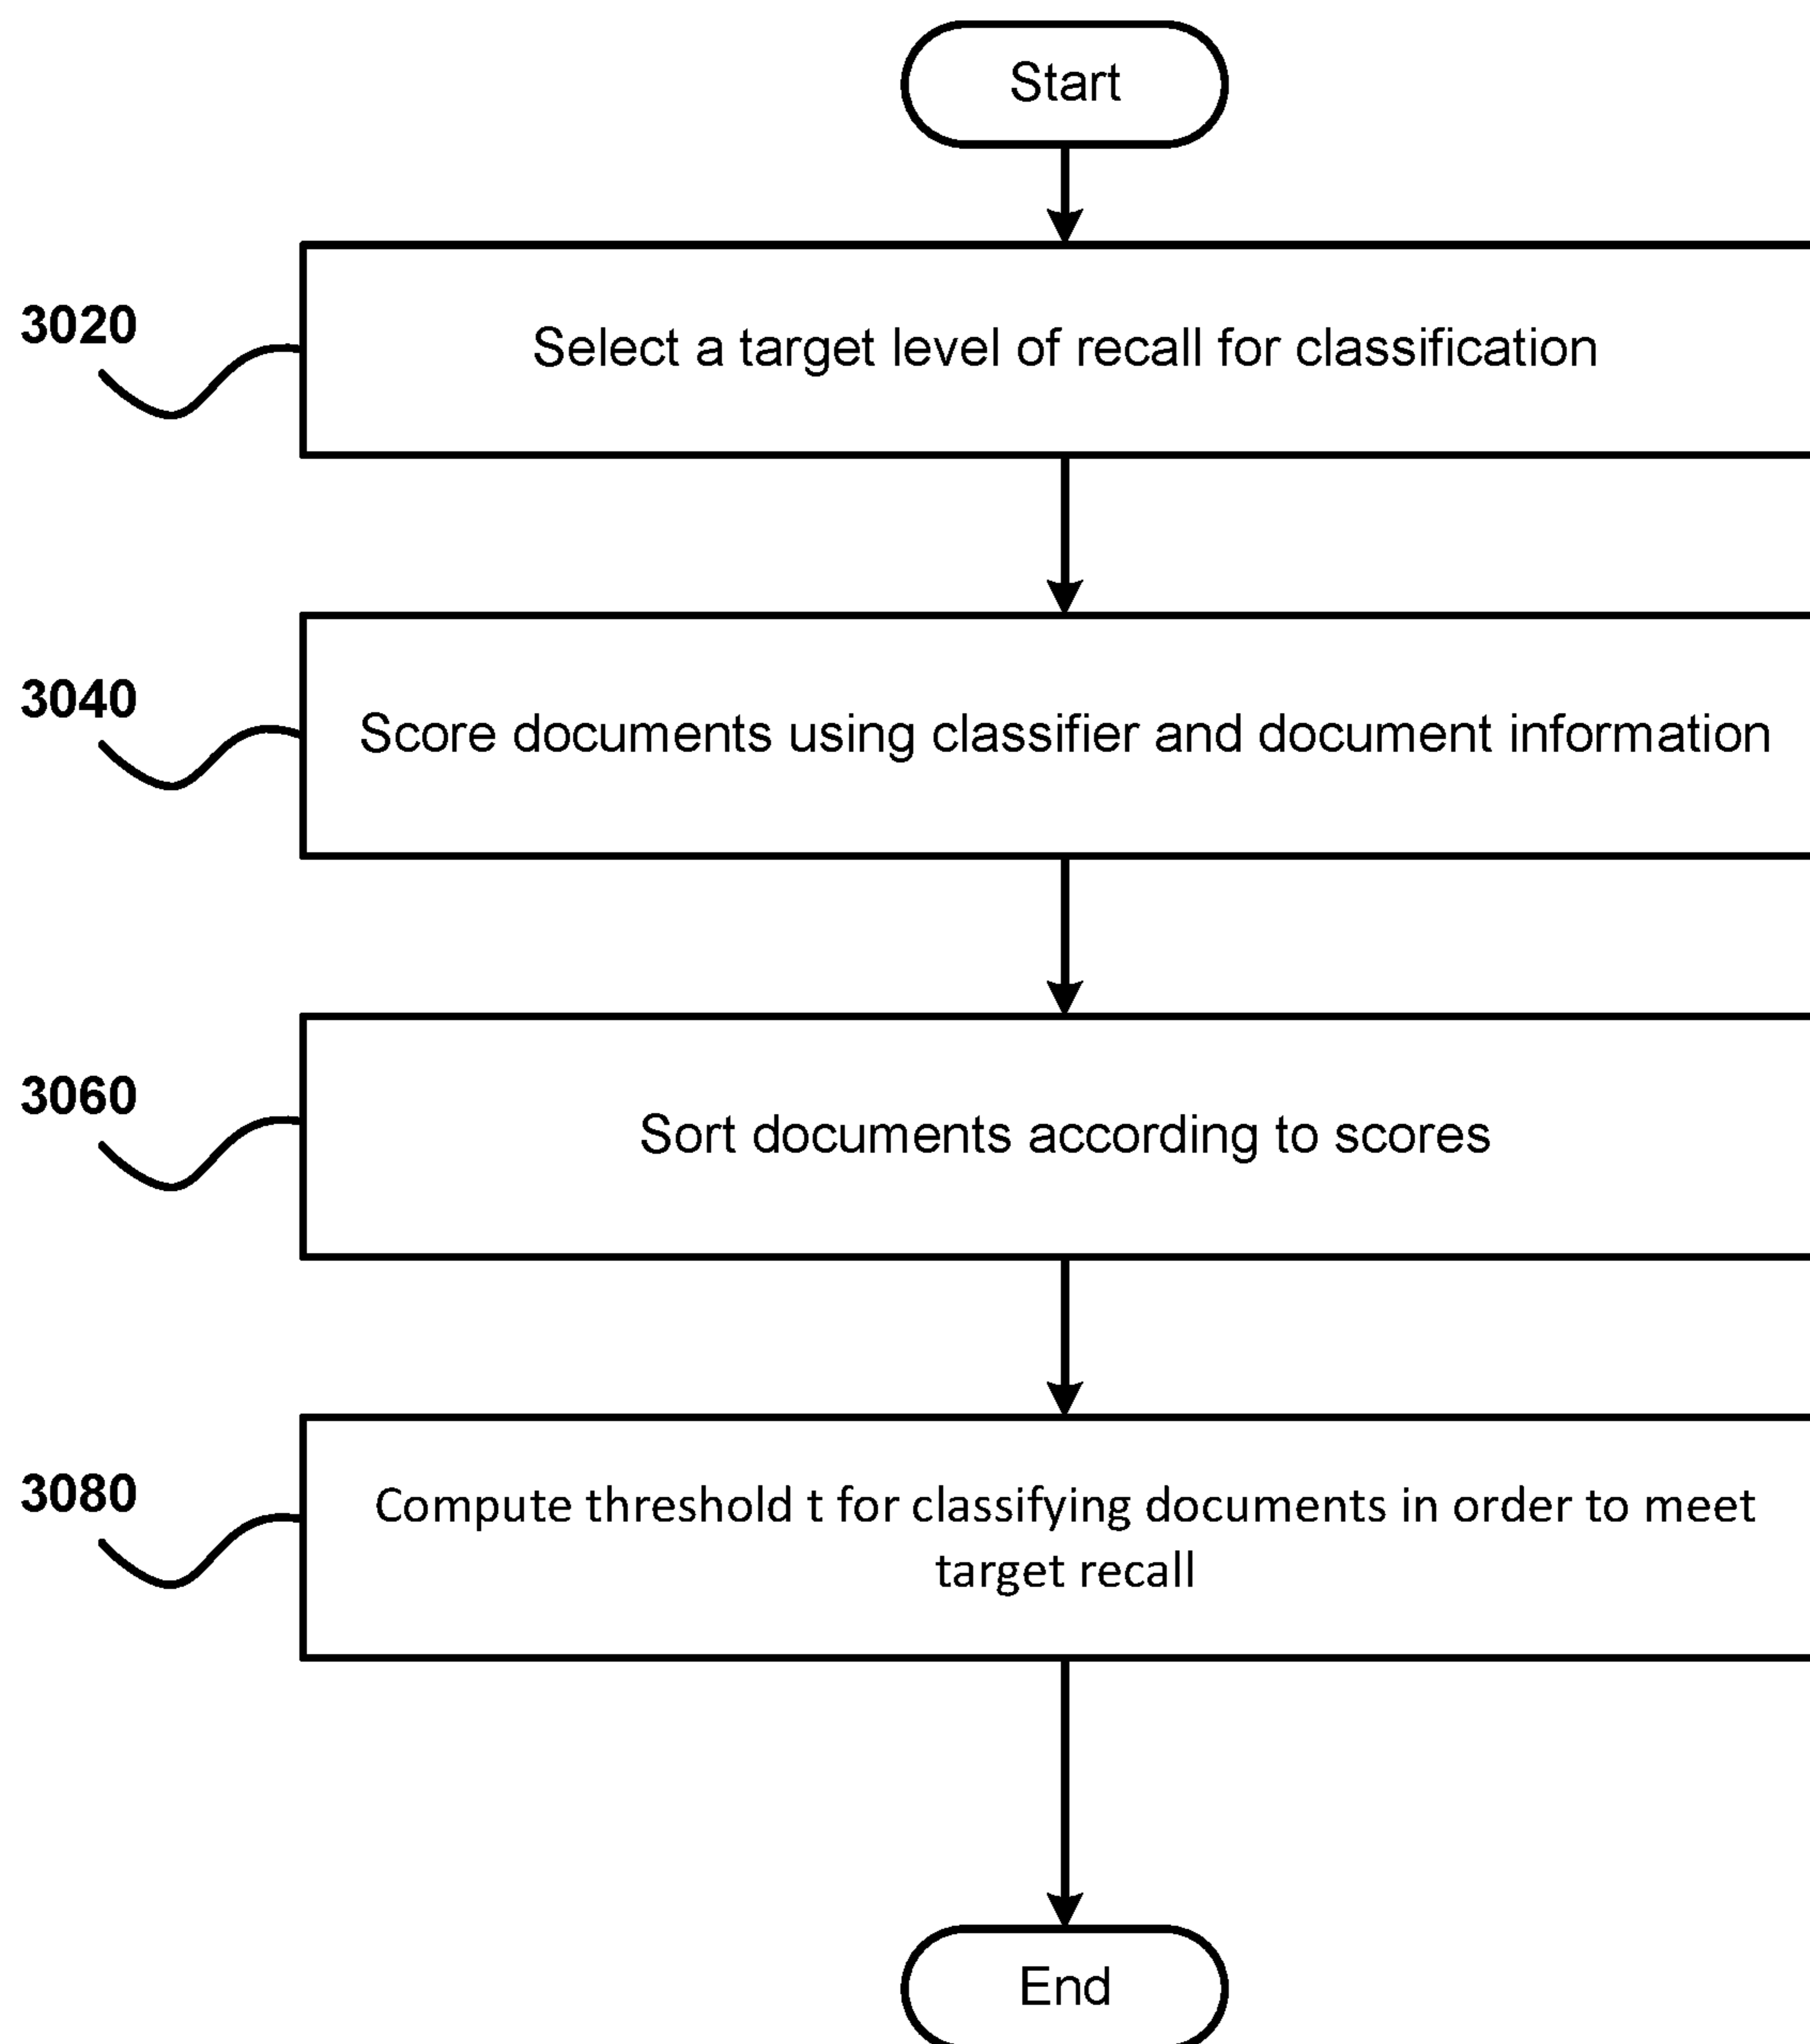 Start
3020
Select a target level of recall for classification
3040
Score documents using classifier and document information
3060
Sort documents according to scores
3080
Compute threshold t for classifying documents in order to meet
target recall
End